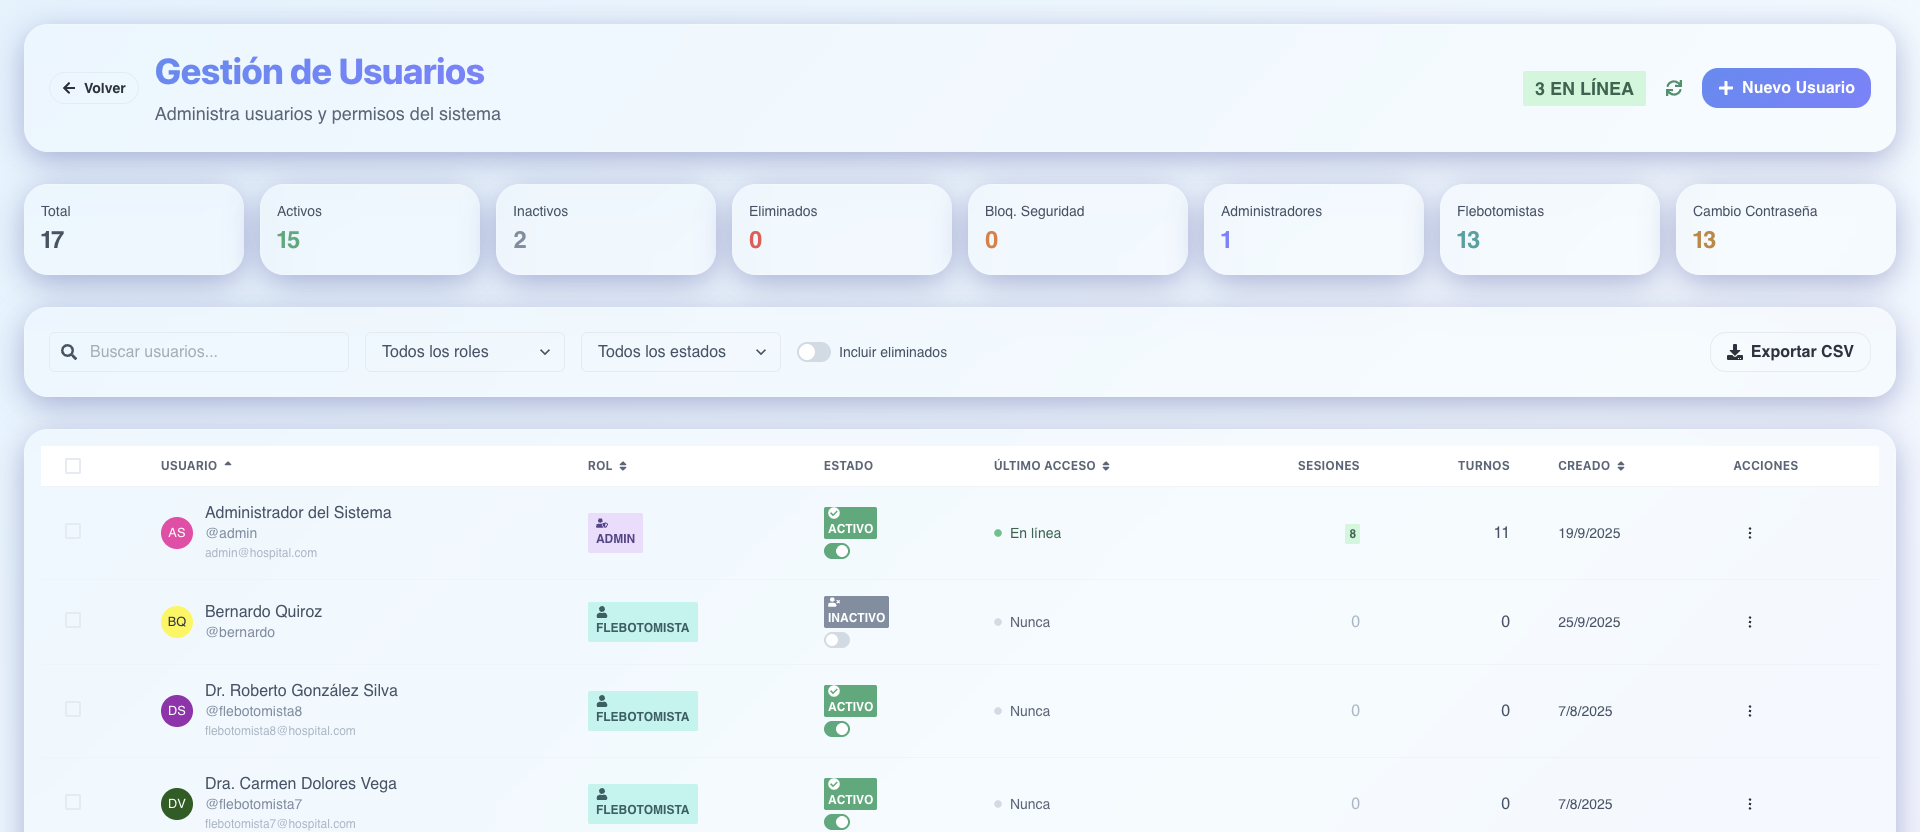 Volver
Gestión de Usuarios
Administra usuarios y permisos del sistema
3 EN LÍNEA
Nuevo Usuario
Total
17
Activos
15
Inactivos
2
Eliminados
0
Bloq. Seguridad
0
Administradores
1
Flebotomistas
13
Cambio Contraseña
13
Buscar usuarios...
Todos los roles
Todos los estados
Incluir eliminados
Exportar CSV
USUARIO ROL ESTADO ÚLTIMO ACCESO SESIONES TURNOS CREADO ACCIONES
AS
Administrador del Sistema
@admin
admin@hospital.com
ADMIN
ACTIVO
En línea
8
11
19/9/2025
BQ
Bernardo Quiroz
@bernardo
FLEBOTOMISTA
INACTIVO
Nunca
0
0
25/9/2025
DS
Dr. Roberto González Silva
@flebotomista8
flebotomista8@hospital.com
FLEBOTOMISTA
ACTIVO
Nunca
0
0
7/8/2025
DV
Dra. Carmen Dolores Vega
@flebotomista7
flebotomista7@hospital.com
FLEBOTOMISTA
ACTIVO
Nunca
0
0
7/8/2025